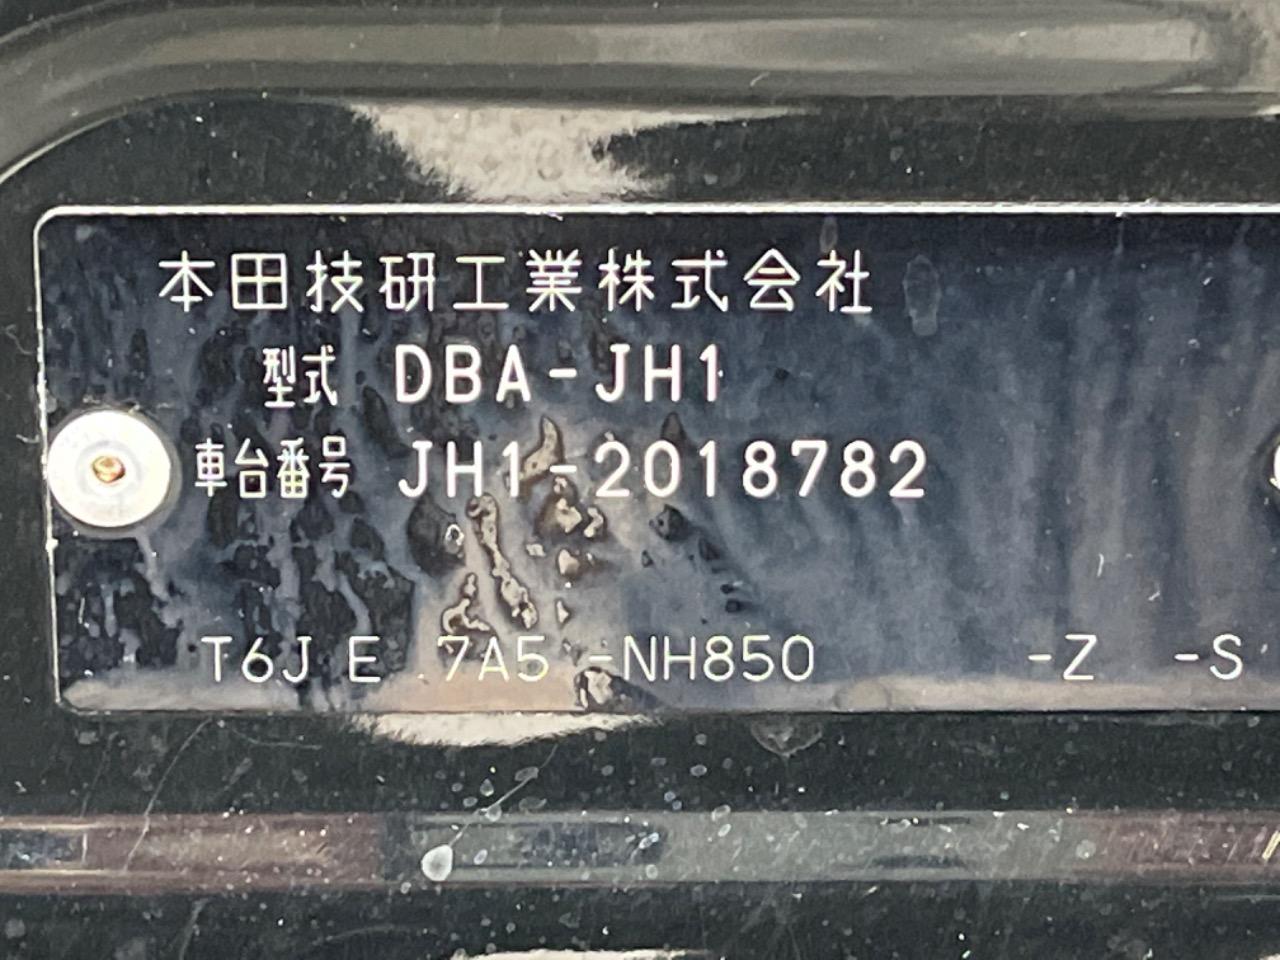 本田技研工業株式会社
型式 DBA-JH1
車台番号 JH1-2018782
T6J E 7A5 -NH850 -Z -S